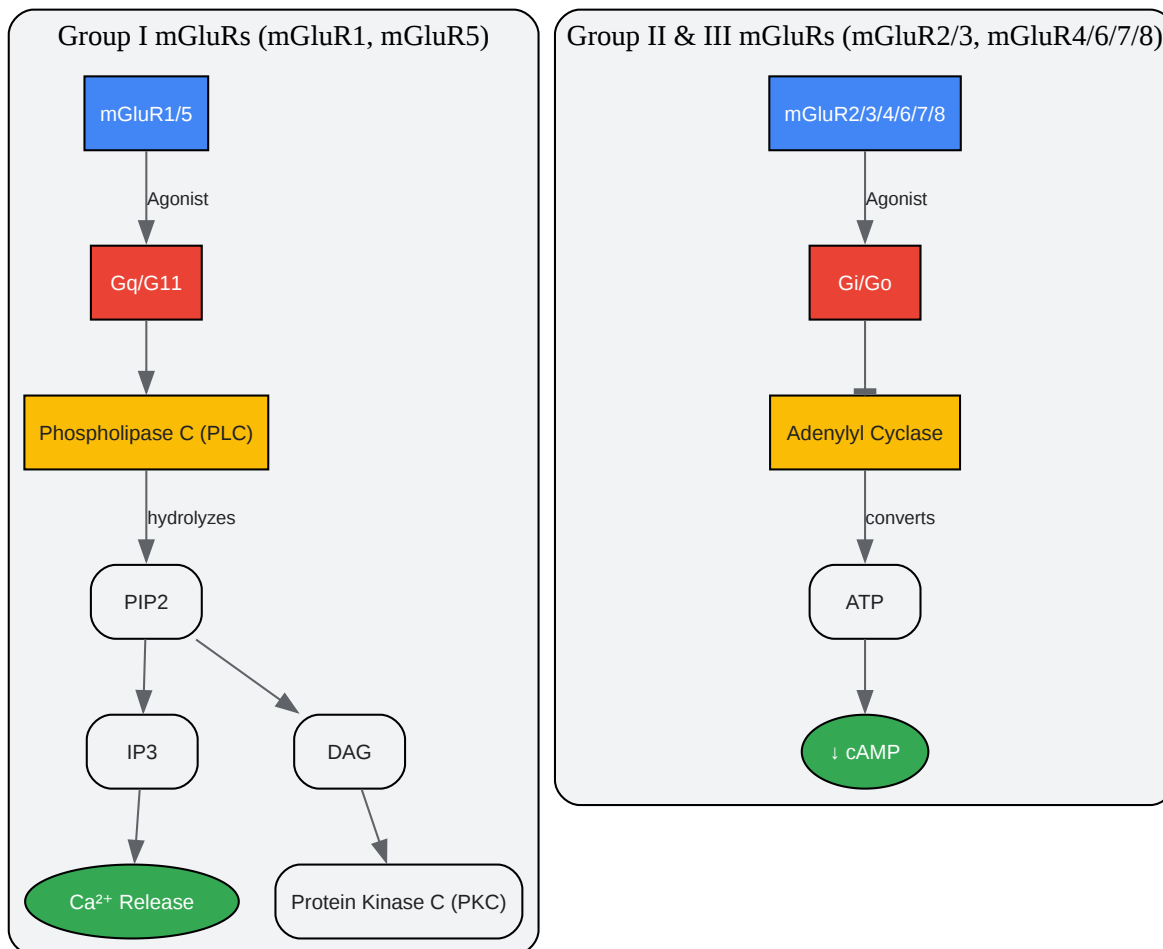 Group I mGluRs (mGluR1, mGluR5)
mGluR1/5
Agonist
Gq/G11
Phospholipase C (PLC)
hydrolyzes
PIP2
IP3
DAG
Ca²⁺ Release
Protein Kinase C (PKC)
Group II & III mGluRs (mGluR2/3, mGluR4/6/7/8)
mGluR2/3/4/6/7/8
Agonist
Gi/Go
Adenylyl Cyclase
converts
ATP
↓ cAMP